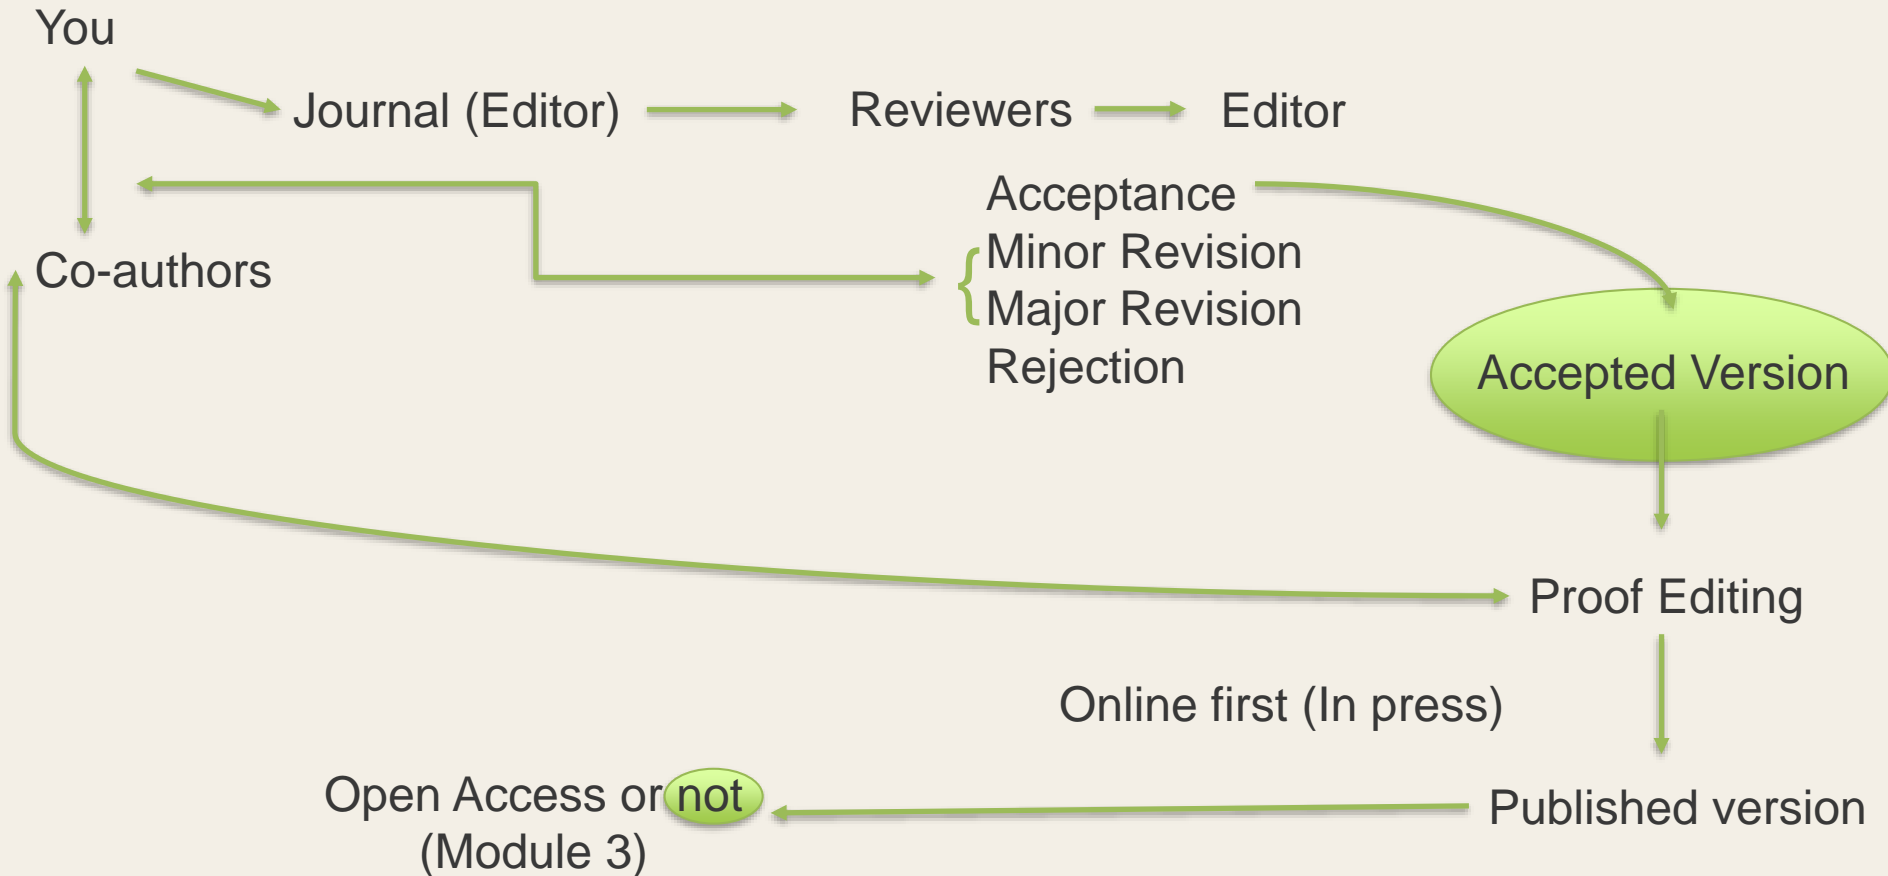 You
Journal (Editor)
Reviewers
Editor
Acceptance
Minor Revision
Major Revision
Rejection
Co-authors
Accepted Version
Proof Editing
Online first (In press)
Published version
Open Access or not
(Module 3)